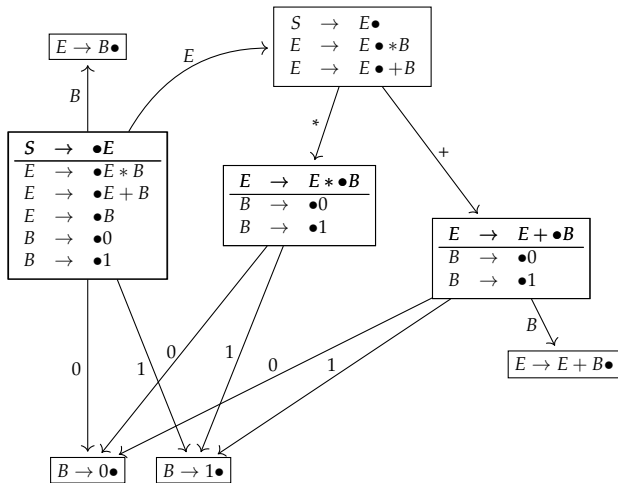 S → E●
E → E● ∗B
E → E● +B
E → B●
E
B
∗
+
S → ●E
E → ●E ∗ B
E → ●E + B
E → ●B
B → ●0
B → ●1
E → E ∗ ●B
B → ●0
B → ●1
E → E + ●B
B → ●0
B → ●1
B
0
1
0
1
0
1
E → E + B●
B → 0●
B → 1●